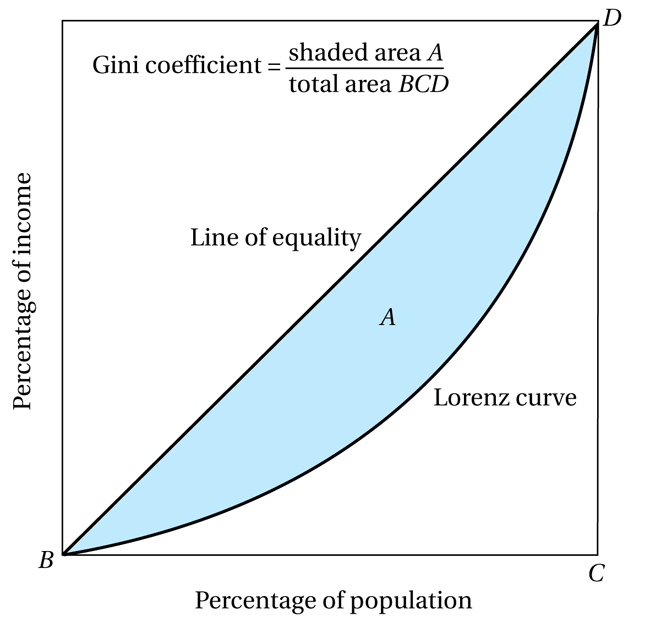 D
shaded area A
Gini coefficient =
total area BCD
Line of equality
Percentage of income
A
Lorenz curve
B
C
Percentage of population